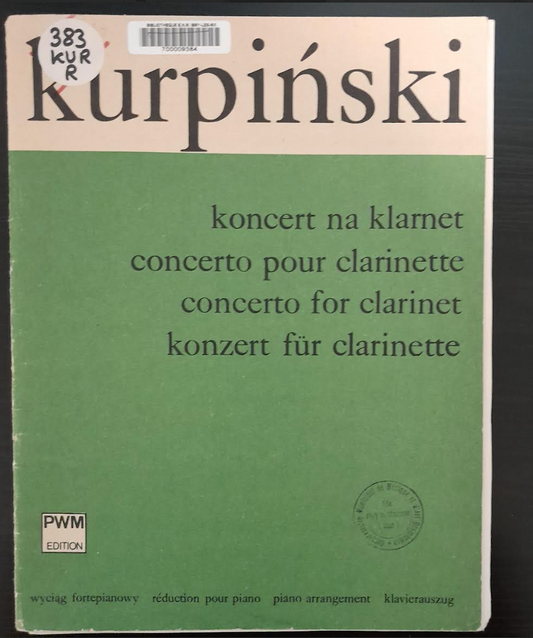 383
KUR
R
700009564
kurpiński
koncert na klarnet
concerto pour clarinette
concerto for clarinet
konzert für clarinette
PWM
EDITION
wyciąg fortepianowy réduction pour piano piano arrangement klavierauszug